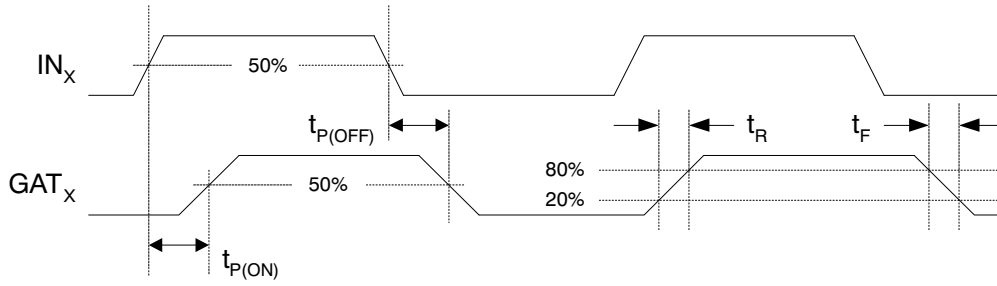 IN_X
50%
t_P(OFF)
t_R
t_F
GAT_X
50%
80%
20%
t_P(ON)